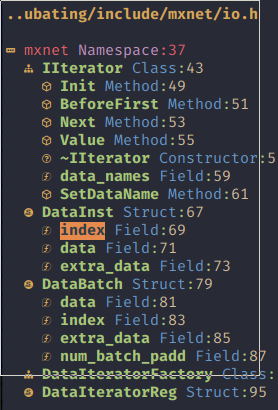 ..ubating/include/mxnet/io.h
mxnet Namespace:37
IIterator Class:43
Init Method:49
BeforeFirst Method:51
Next Method:53
Value Method:55
~IIterator Constructor:5
data_names Field:59
SetDataName Method:61
DataInst Struct:67
index Field:69
data Field:71
extra_data Field:73
DataBatch Struct:79
data Field:81
index Field:83
extra_data Field:85
num_batch_padd Field:87
DataIteratorFactory Class:
DataIteratorReg Struct:95